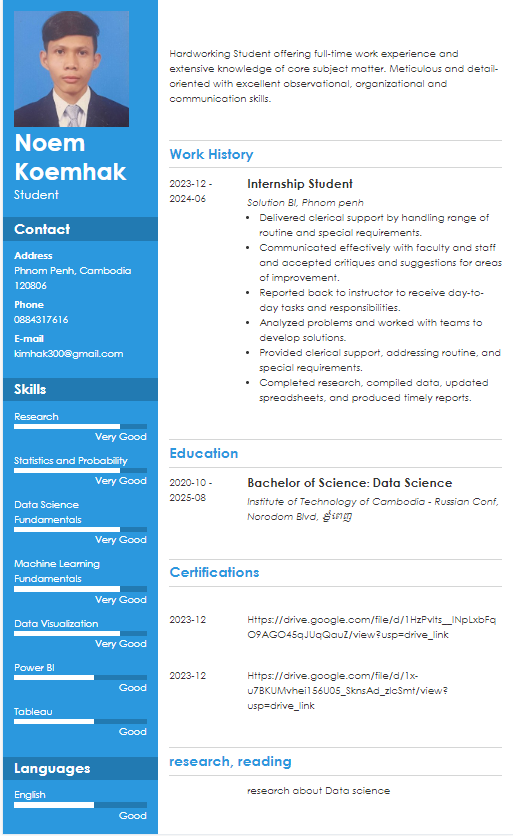 Noem
Koemhak
Student
Contact
Address
Phnom Penh, Cambodia
120806
Phone
0884317616
E-mail
kimhak300@gmail.com
Skills
Research
Very Good
Statistics and Probability
Very Good
Data Science
Fundamentals
Very Good
Machine Learning
Fundamentals
Very Good
Data Visualization
Very Good
Power BI
Good
Tableau
Good
Languages
English
Good
Hardworking Student offering full-time work experience and
extensive knowledge of core subject matter. Meticulous and detail-
oriented with excellent observational, organizational and
communication skills.
Work History
2023-12 -
2024-06
Internship Student
Solution BI, Phnom penh
• Delivered clerical support by handling range of
routine and special requirements.
• Communicated effectively with faculty and staff
and accepted critiques and suggestions for areas
of improvement.
• Reported back to instructor to receive day-to-
day tasks and responsibilities.
• Analyzed problems and worked with teams to
develop solutions.
• Provided clerical support, addressing routine, and
special requirements.
• Completed research, compiled data, updated
spreadsheets, and produced timely reports.
Education
2020-10 -
2025-08
Bachelor of Science: Data Science
Institute of Technology of Cambodia - Russian Conf,
Norodom Blvd,
Certifications
2023-12
Https://drive.google.com/file/d/1HzPvIts__INpLxbFq
O9AGO45qJUqQauZ/view?usp=drive_link
2023-12
Https://drive.google.com/file/d/1x-
u7BKUMvhei156U05_SknsAd_zloSmt/view?
usp=drive_link
research, reading
research about Data science